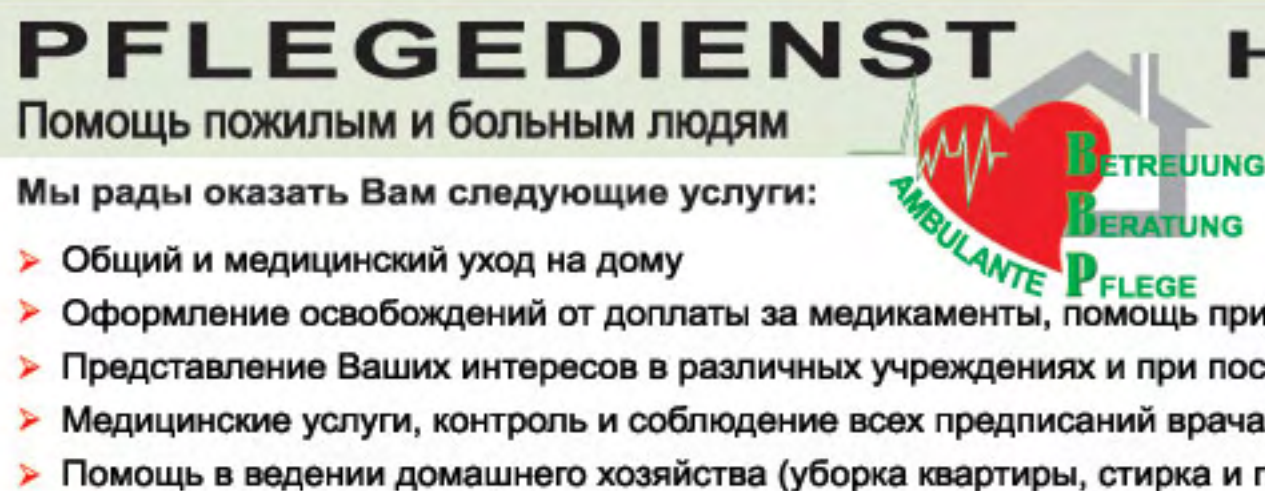 PFLEGEDIENST
Помощь пожилым и больным людям
AMBULANTE
BETREUUNG
BERATUNG
PFLEGE
Мы рады оказать Вам следующие услуги:
Общий и медицинский уход на дому
Оформление освобождений от доплаты за медикаменты, помощь при
Представление Ваших интересов в различных учреждениях и при
Медицинские услуги, контроль и соблюдение всех предписаний врача
Помощь в ведении домашнего хозяйства (уборка квартиры, стирка и